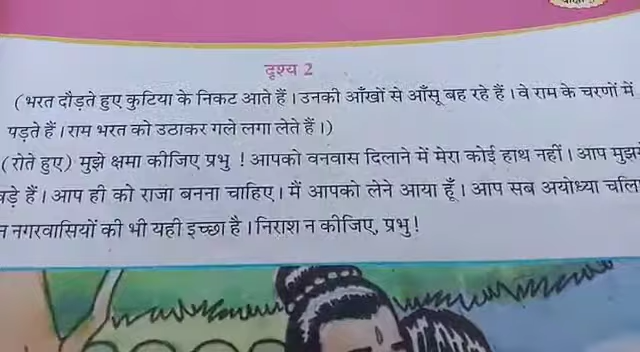 दृश्य 2
(भरत दौड़ते हुए कुटिया के निकट आते हैं। उनकी आँखों से आँसू बह रहे हैं। वे राम के चरणों में
पड़ते हैं। राम भरत को उठाकर गले लगा लेते हैं।)
(रोते हुए) मुझे क्षमा कीजिए प्रभु ! आपको वनवास दिलाने में मेरा कोई हाथ नहीं। आप
हैं। आप ही को राजा बनना चाहिए। मैं आपको लेने आया हूँ। आप सब अयोध्या
नगरवासियों की भी यही इच्छा है। निराश न कीजिए, प्रभु !